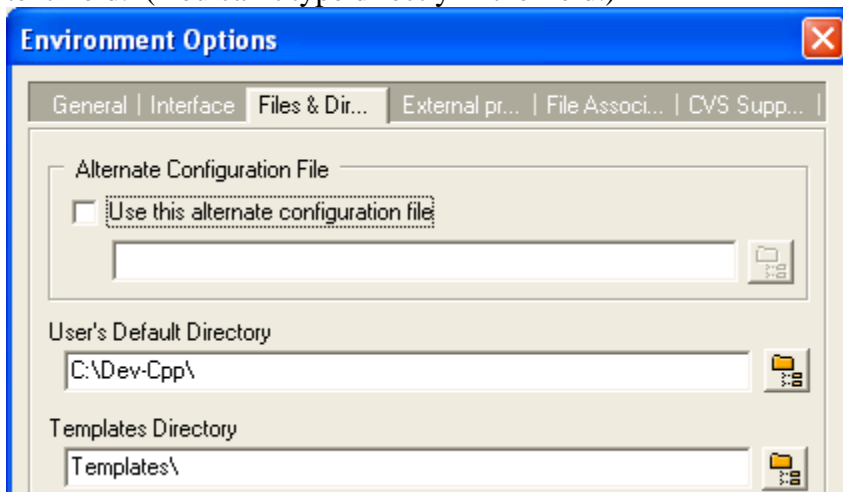 Environment Options
General | Interface Files & Dir... External pr... | File Associ... | CVS Supp... |
Alternate Configuration File
Use this alternate configuration file
User's Default Directory
C:\Dev-Cpp\
Templates Directory
Templates\